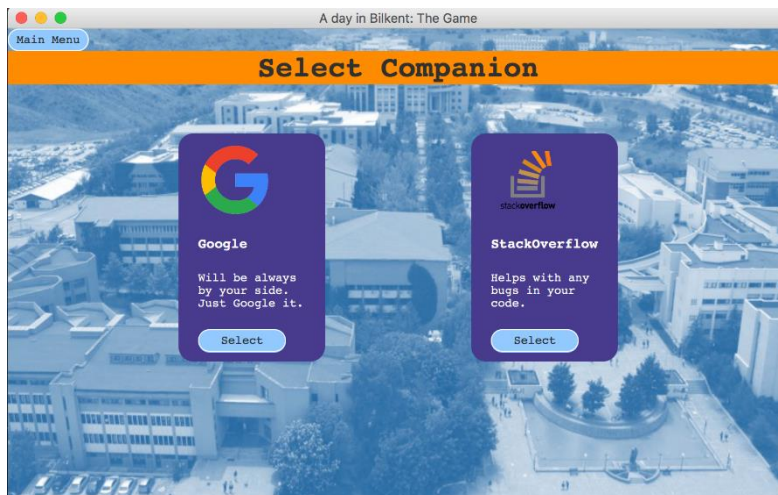 A day in Bilkent: The Game
Main Menu
Select Companion
Google
Will be always
by your side.
Just Google it.
Select
stackoverflow
StackOverflow
Helps with any
bugs in your
code.
Select